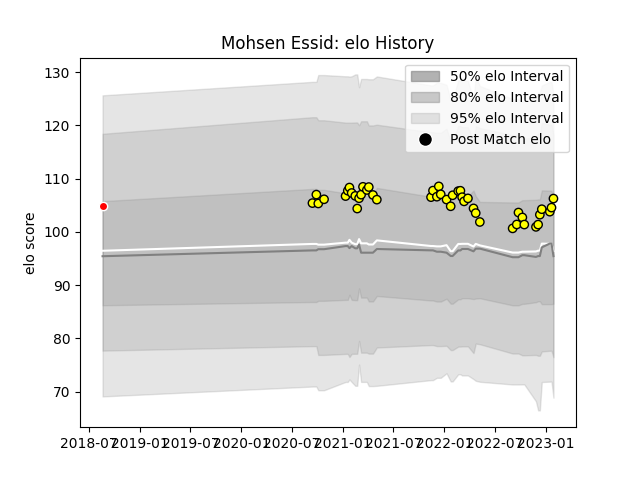 Mohsen Essid: elo History
130
120
110
100
90
80
70
elo score
50% elo Interval
80% elo Interval
95% elo Interval
Post Match elo
2018-07 2019-01 2019-07 2020-01 2020-07 2021-01 2021-07 2022-01 2022-07 2023-01